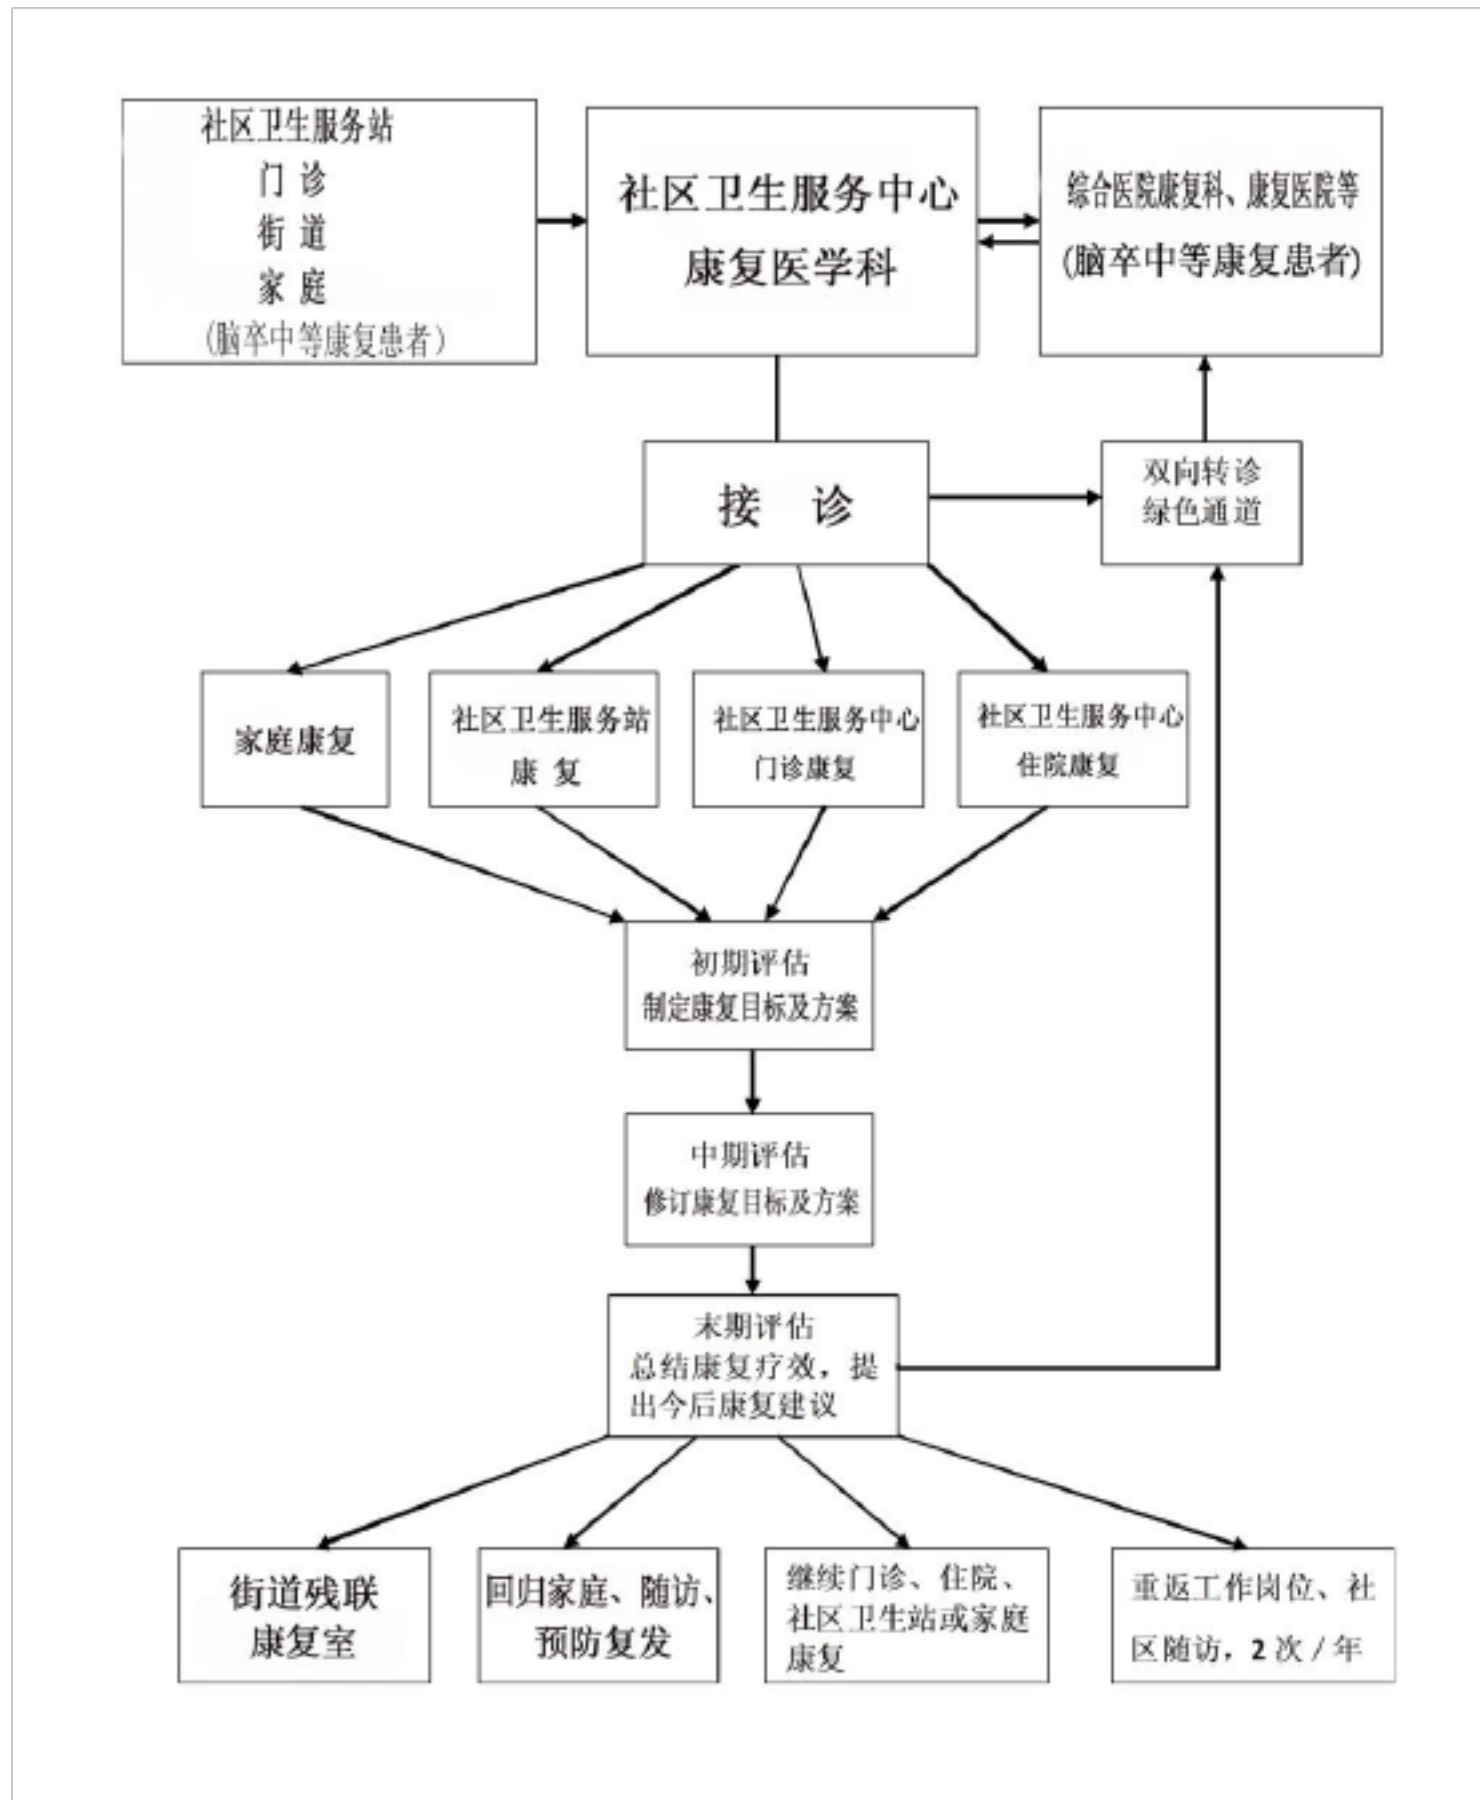 社区卫生服务站
门 诊
街 道
家 庭
(脑卒中等康复患者)
社区卫生服务中心
康复医学科
综合医院康复科、康复医院等
(脑卒中等康复患者)
接 诊
双向转诊
绿色通道
家庭康复
社区卫生服务站
康 复
社区卫生服务中心
门诊康复
社区卫生服务中心
住院康复
初期评估
制定康复目标及方案
中期评估
修订康复目标及方案
末期评估
总结康复疗效，提
出今后康复建议
街道残联
康复室
回归家庭、随访、
预防复发
继续门诊、住院、
社区卫生站或家庭
康复
重返工作岗位、社
区随访，2 次 / 年